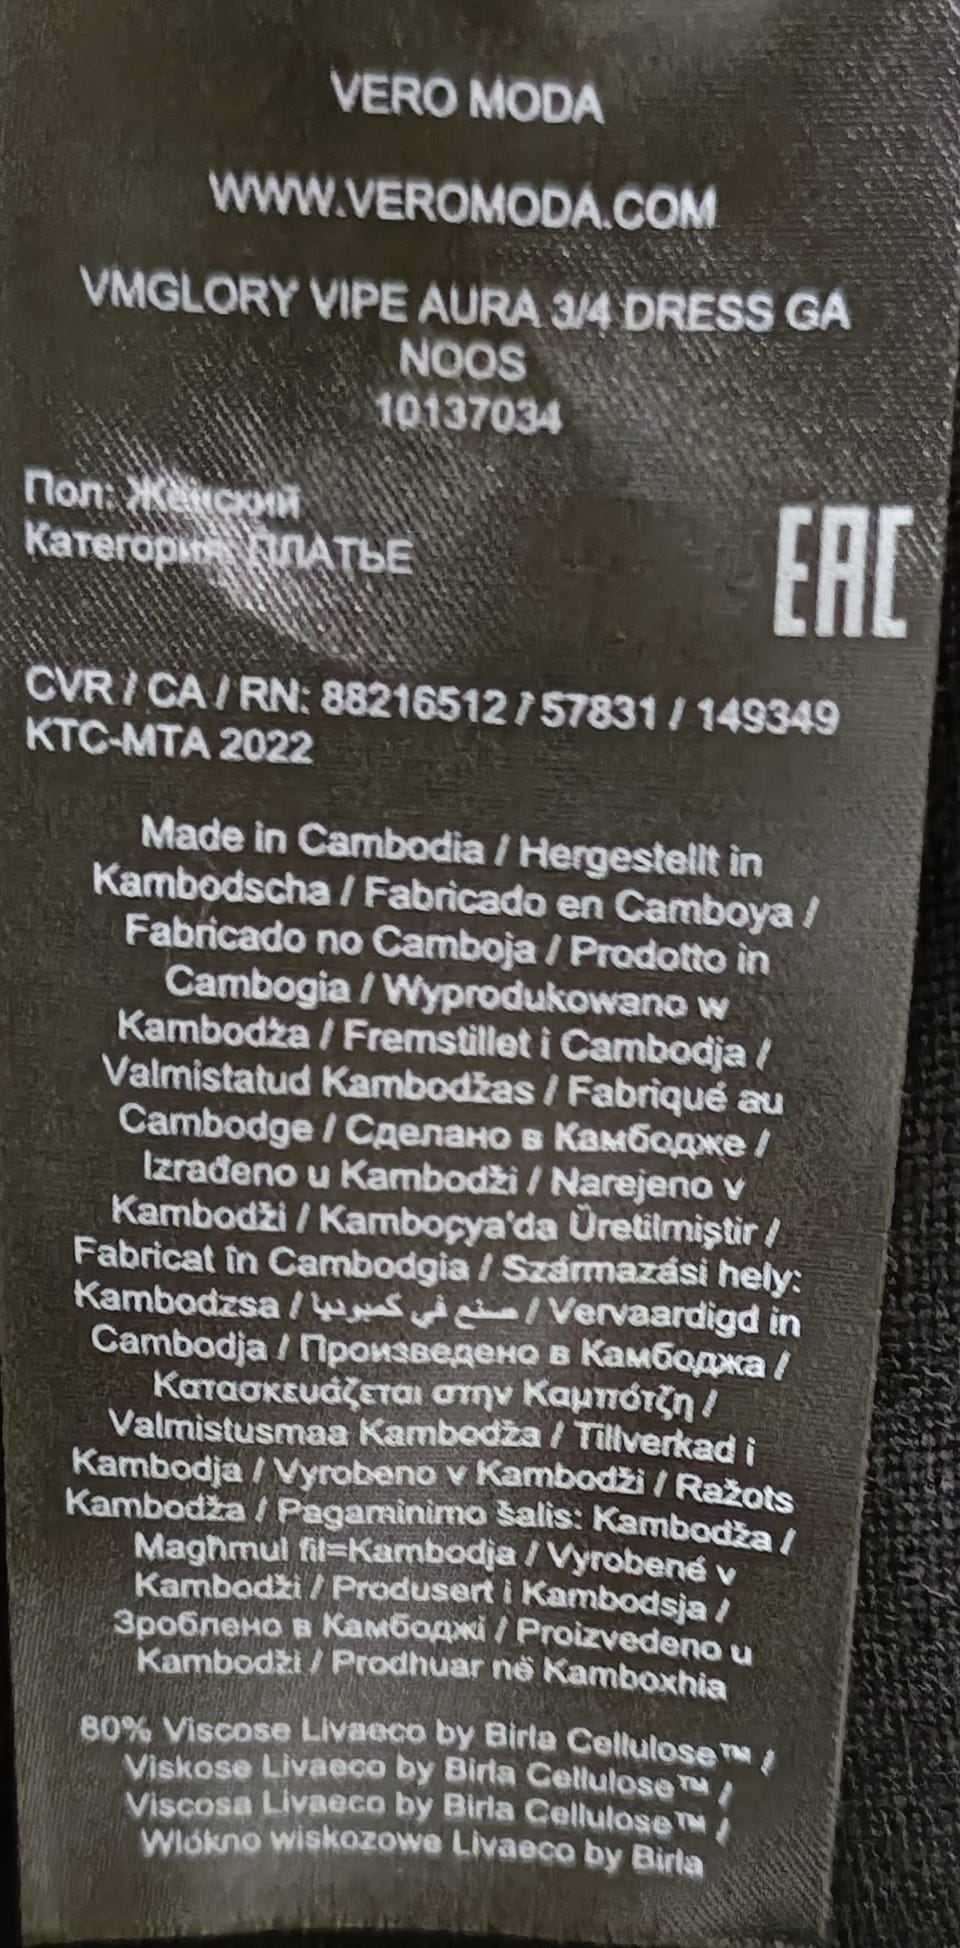 VERO MODA
WWW.VEROMODA.COM
VMGLORY VIPE AURA 3/4 DRESS GA
NOOS
10137034
Пол: Женский
Категория: ПЛАТЬЕ
EAC
CVR / CA / RN: 88216512 / 57831 / 149349
KTC-MTA 2022
Made in Cambodia / Hergestellt in
Kambodscha / Fabricado en Camboya /
Fabricado no Camboja / Prodotto in
Cambogia / Wyprodukowano w
Kambodża / Fremstillet i Cambodja /
Valmistatud Kambodžas / Fabriqué au
Cambodge / Сделано в Камбодже /
Izrađeno u Kambodži / Narejeno v
Kambodži / Kamboçya'da Üretilmiştir /
Fabricat în Cambodgia / Származási hely:
Kambodzsa / صنع في كمبوديا / Vervaardigd in
Cambodja / Произведено в Камбоджа /
Κατασκευάζεται στην Καμπότζη /
Valmistusmaa Kambodža / Tillverkad i
Kambodja / Vyrobeno v Kambodži / Ražots
Kambodža / Pagaminimo šalis: Kambodža /
Magħmul fil=Kambodja / Vyrobené v
Kambodži / Produsert i Kambodsja /
Зроблено в Камбоджі / Proizvedeno u
Kambodži / Prodhuar në Kamboxhia
80% Viscose Livaeco by Birla Cellulose™ /
Viskose Livaeco by Birla Cellulose™ /
Viscosa Livaeco by Birla Cellulose™ /
Włókno wiskozowe Livaeco by Birla